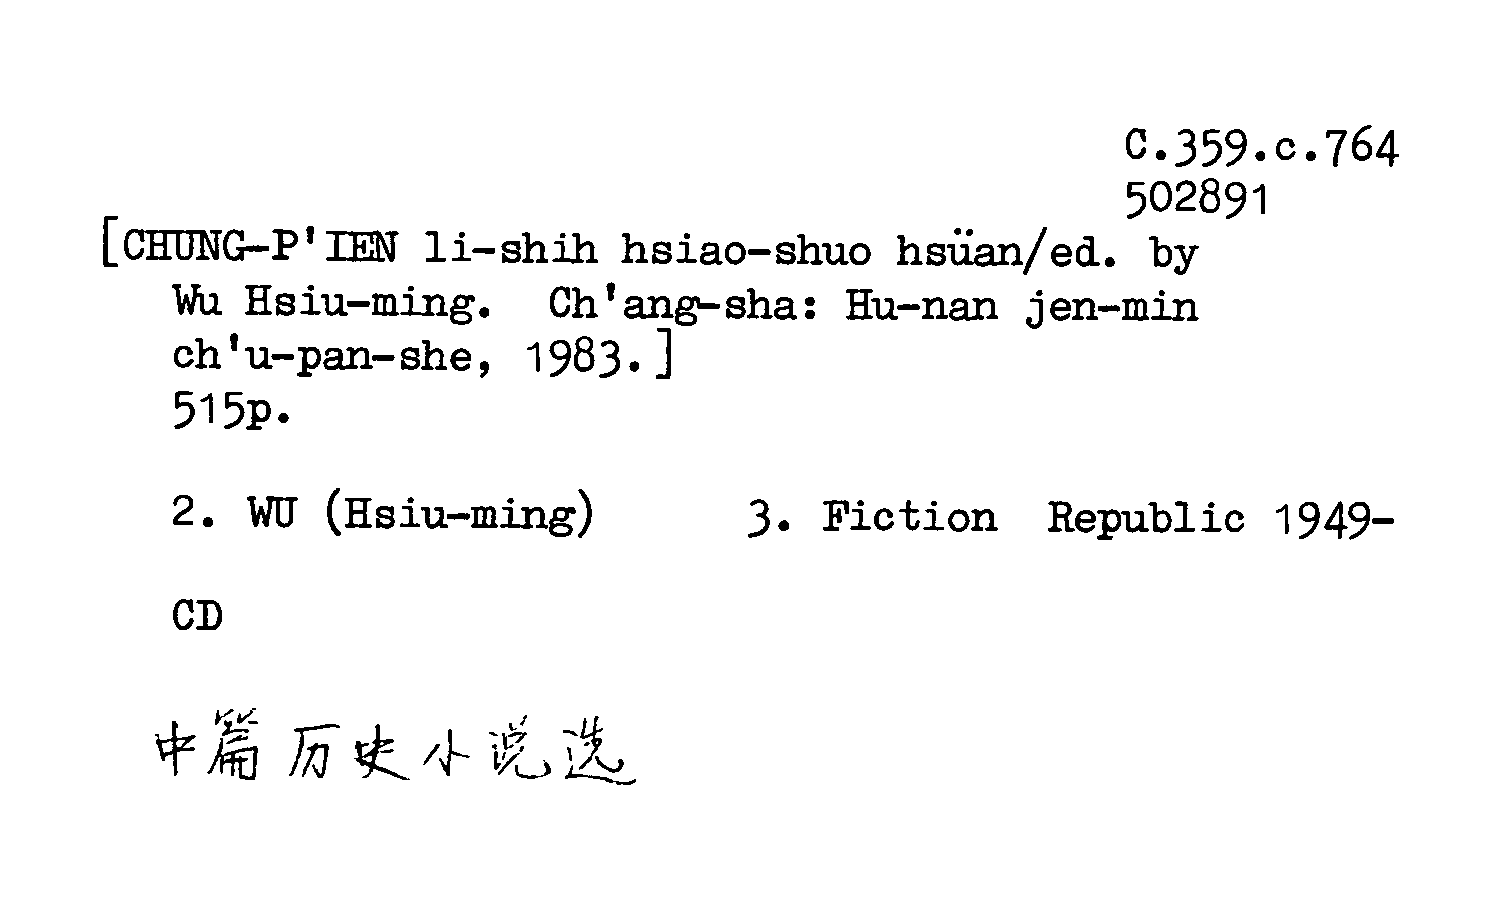 C.359.c.764
502891
[CHUNG-P'IEN li-shih hsiao-shuo hsüan/ed. by
Wu Hsiu-ming. Ch'ang-sha: Hu-nan jen-min
ch'u-pan-she, 1983.]
515p.
2. WU (Hsiu-ming) 3. Fiction Republic 1949-
CD
中篇历史小说选